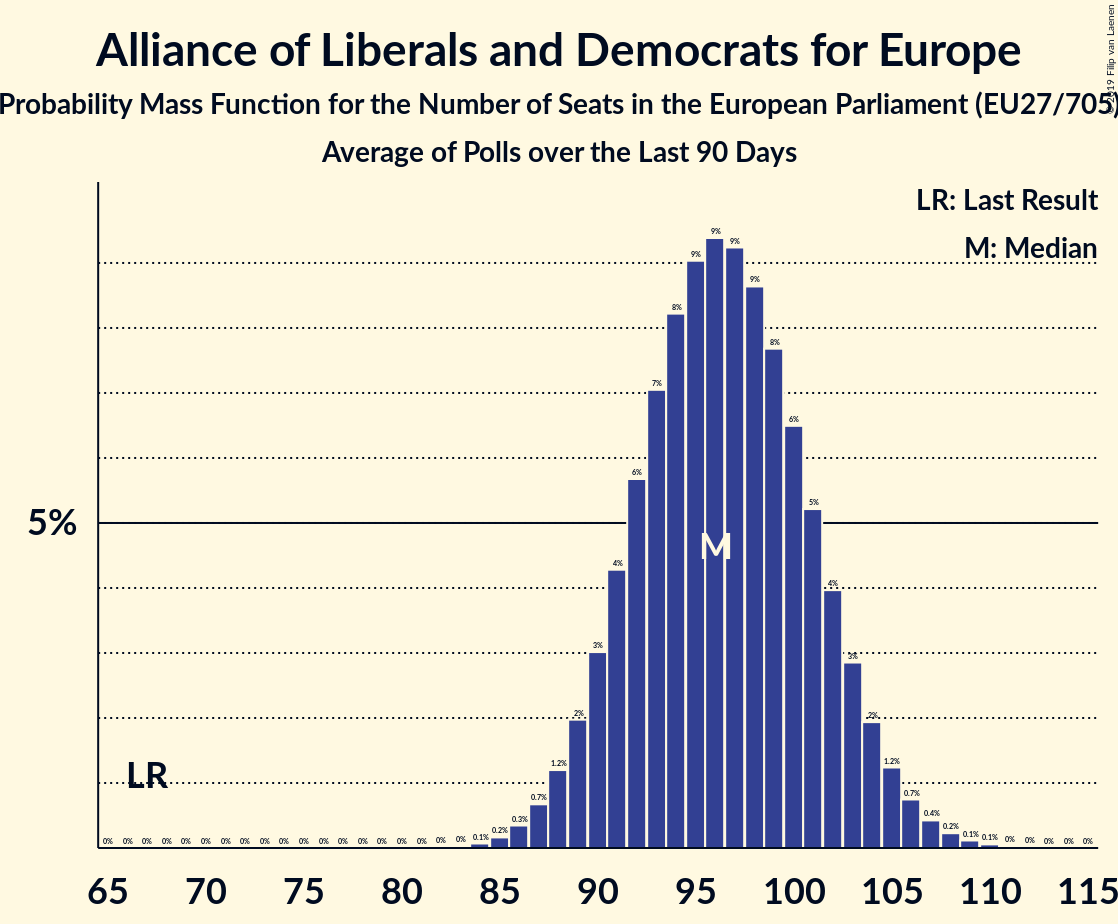 Alliance of Liberals and Democrats for Europe
Probability Mass Function for the Number of Seats in the European Parliament (EU27/705)
Average of Polls over the Last 90 Days
© 2019 Filip van Laenen
LR: Last Result
M: Median
5%
LR
M
0% 0% 0% 0% 0% 0% 0% 0% 0% 0% 0% 0% 0% 0% 0% 0% 0% 0% 0% 0.1% 0.2% 0.3% 0.7% 1.2% 2% 3% 4% 6% 7% 8% 9% 9% 9% 9% 8% 6% 5% 4% 3% 2% 1.2% 0.7% 0.4% 0.2% 0.1% 0.1% 0% 0% 0% 0% 0%
65 70 75 80 85 90 95 100 105 110 115